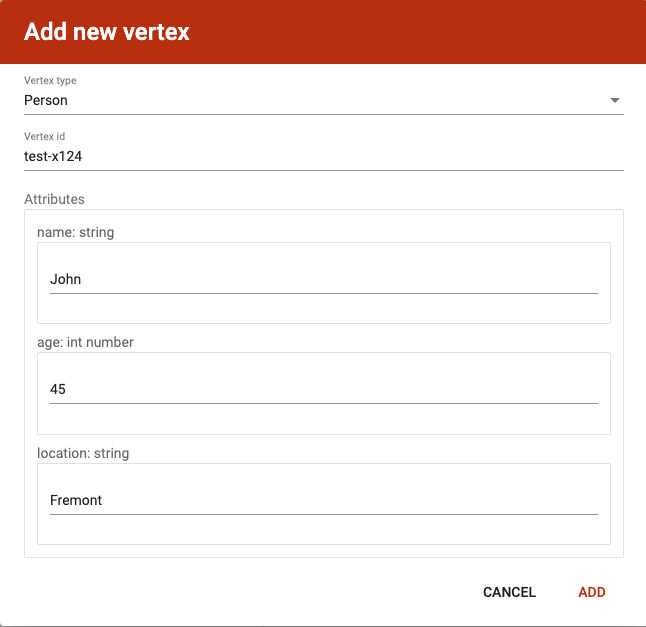 Add new vertex
Vertex type
Person
Vertex id
test-x124
Attributes
name: string
John
age: int number
45
location: string
Fremont
CANCEL ADD